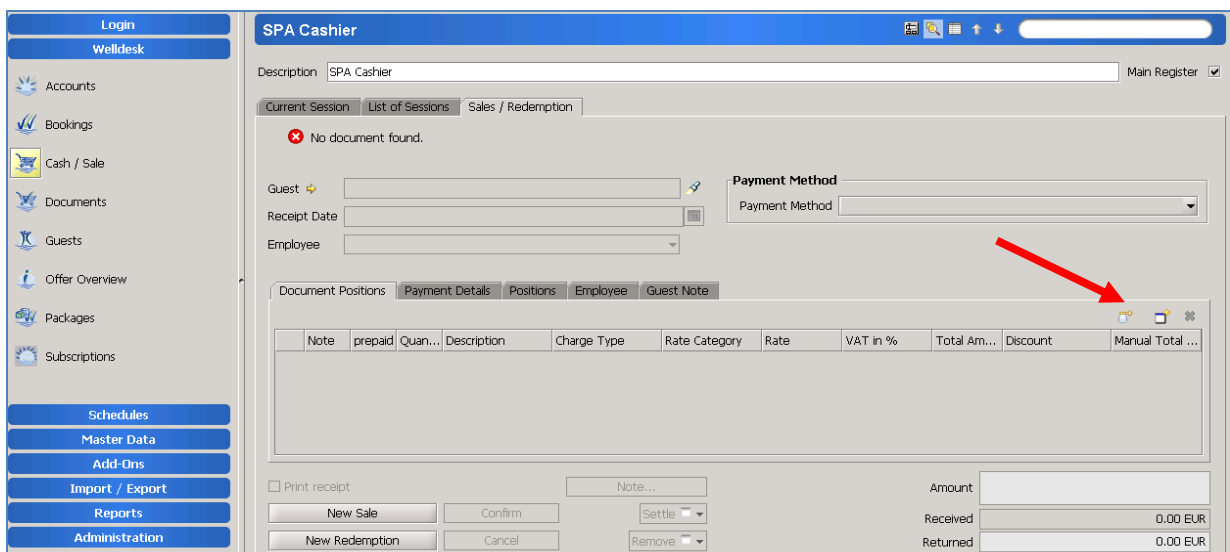 Login
Welldesk
Accounts
Bookings
Cash / Sale
Documents
Guests
Offer Overview
Packages
Subscriptions
Schedules
Master Data
Add-Ons
Import / Export
Reports
Administration
SPA Cashier
Description SPA Cashier Main Register
Current Session List of Sessions Sales / Redemption
No document found.
Guest
Receipt Date
Employee
Payment Method
Payment Method
Document Positions Payment Details Positions Employee Guest Note
Note prepaid Quan... Description Charge Type Rate Category Rate VAT in % Total Am... Discount Manual Total ...
Print receipt Note... Amount
New Sale Confirm Settle Received 0.00 EUR
New Redemption Cancel Remove Returned 0.00 EUR